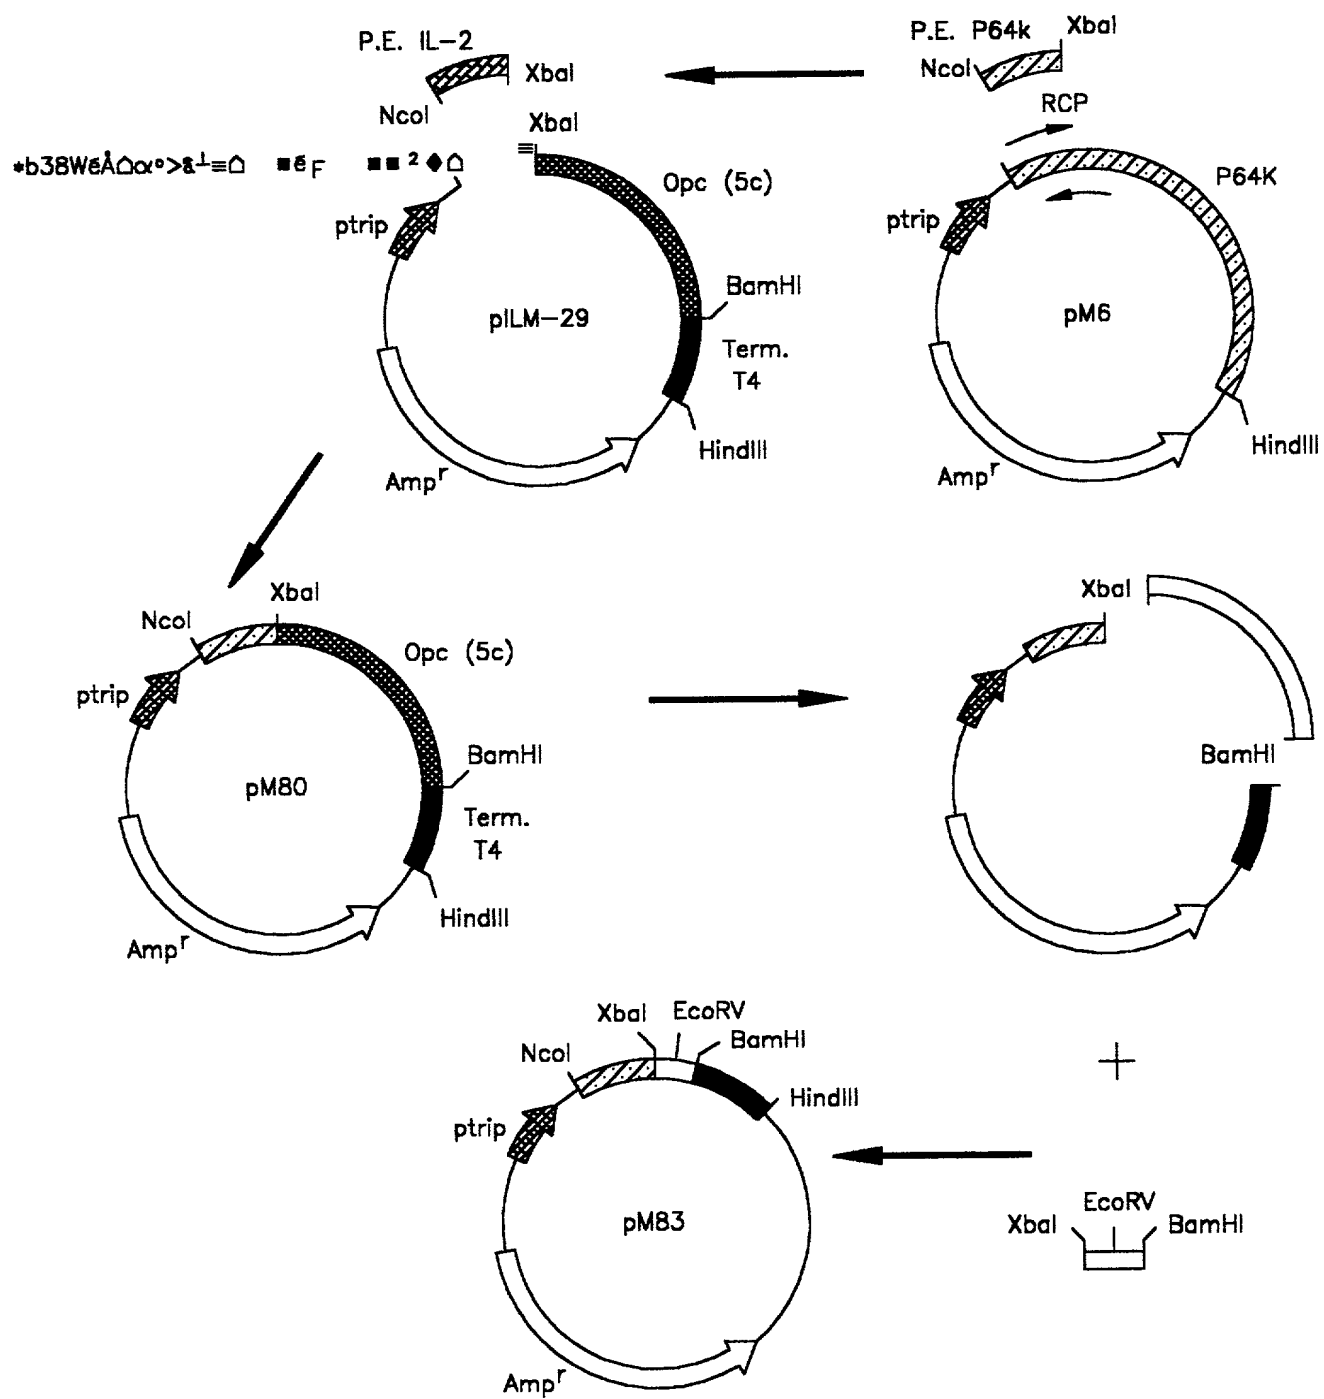 P.E. IL-2
XbaI
NcoI
P.E. P64k
XbaI
NcoI
RCP
XbaI
Opc (5c)
P64K
ptrip
ptrip
BamHI
pILM-29
pM6
Term.
T4
HindIII
HindIII
Amp^r
Amp^r
XbaI
NcoI
Opc (5c)
ptrip
BamHI
pM80
Term.
T4
HindIII
Amp^r
XbaI
BamHI
XbaI
EcoRV
BamHI
NcoI
HindIII
ptrip
+
pM83
EcoRV
XbaI
BamHI
Amp^r